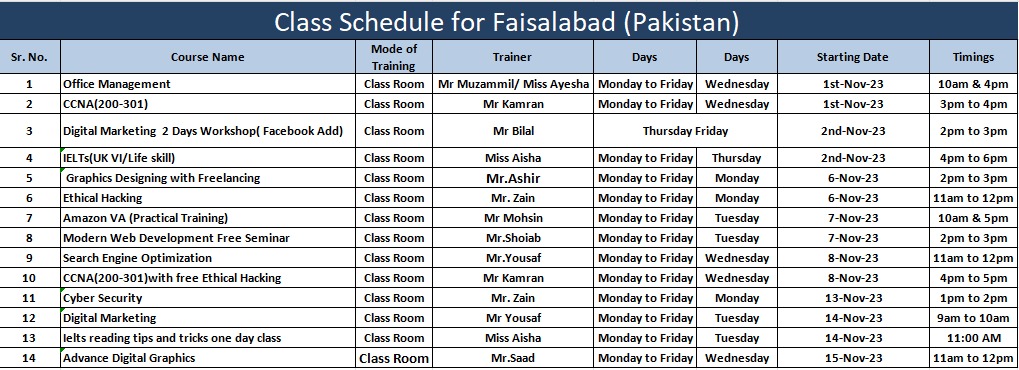 Class Schedule for Faisalabad (Pakistan)
Sr. No. Course Name Mode of Training Trainer Days Days Starting Date Timings
1 Office Management Class Room Mr Muzammil/ Miss Ayesha Monday to Friday Wednesday 1st-Nov-23 10am & 4pm
2 CCNA(200-301) Class Room Mr Kamran Monday to Friday Wednesday 1st-Nov-23 3pm to 4pm
3 Digital Marketing 2 Days Workshop( Facebook Add) Class Room Mr Bilal Thursday Friday 2nd-Nov-23 2pm to 3pm
4 IELTs(UK VI/Life skill) Class Room Miss Aisha Monday to Friday Thursday 2nd-Nov-23 4pm to 6pm
5 Graphics Designing with Freelancing Class Room Mr.Ashir Monday to Friday Monday 6-Nov-23 2pm to 3pm
6 Ethical Hacking Class Room Mr. Zain Monday to Friday Monday 6-Nov-23 11am to 12pm
7 Amazon VA (Practical Training) Class Room Mr Mohsin Monday to Friday Tuesday 7-Nov-23 10am & 5pm
8 Modern Web Development Free Seminar Class Room Mr.Shoiab Monday to Friday Tuesday 7-Nov-23 2pm to 3pm
9 Search Engine Optimization Class Room Mr.Yousaf Monday to Friday Wednesday 8-Nov-23 11am to 12pm
10 CCNA(200-301)with free Ethical Hacking Class Room Mr Kamran Monday to Friday Wednesday 8-Nov-23 4pm to 5pm
11 Cyber Security Class Room Mr. Zain Monday to Friday Monday 13-Nov-23 1pm to 2pm
12 Digital Marketing Class Room Mr Yousaf Monday to Friday Tuesday 14-Nov-23 9am to 10am
13 Ielts reading tips and tricks one day class Class Room Miss Aisha Monday to Friday Tuesday 14-Nov-23 11:00 AM
14 Advance Digital Graphics Class Room Mr.Saad Monday to Friday Wednesday 15-Nov-23 11am to 12pm